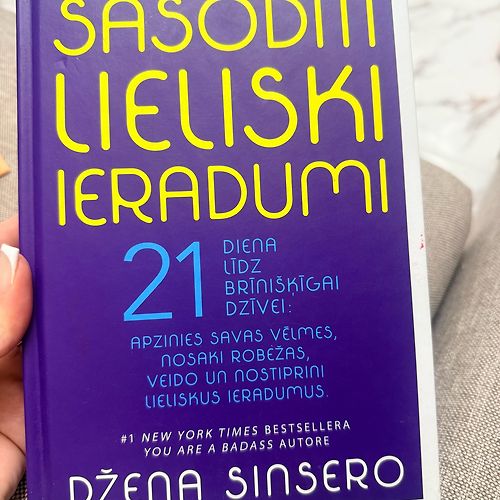 SASODĪTI
LIELISKI
IERADUMI
21
DIENA
LĪDZ
BRĪNIŠĶĪGAI
DZĪVEI:
APZINIES SAVAS VĒLMES,
NOSAKI ROBEŽAS,
VEIDO UN NOSTIPRINI
LIELISKUS IERADUMUS.
#1 NEW YORK TIMES BESTSELLERA
YOU ARE A BADASS AUTORE
DŽENA SINSERO